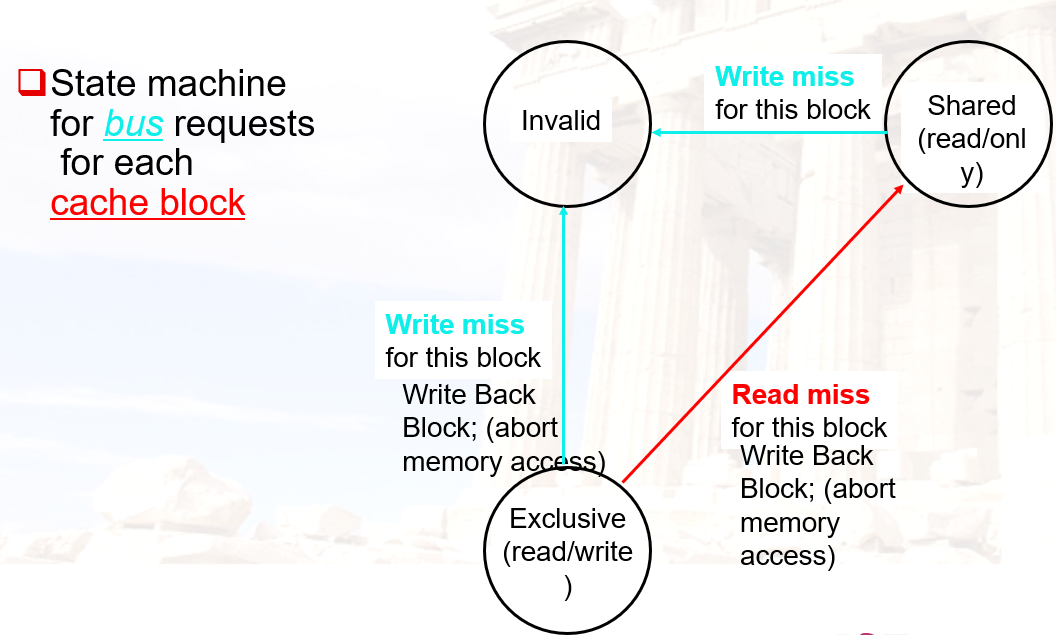 State machine
for bus requests
for each
cache block
Invalid
Write miss
for this block
Shared
(read/onl
y)
Write miss
for this block
Write Back
Block; (abort
memory access)
Read miss
for this block
Write Back
Block; (abort
memory
access)
Exclusive
(read/write
)